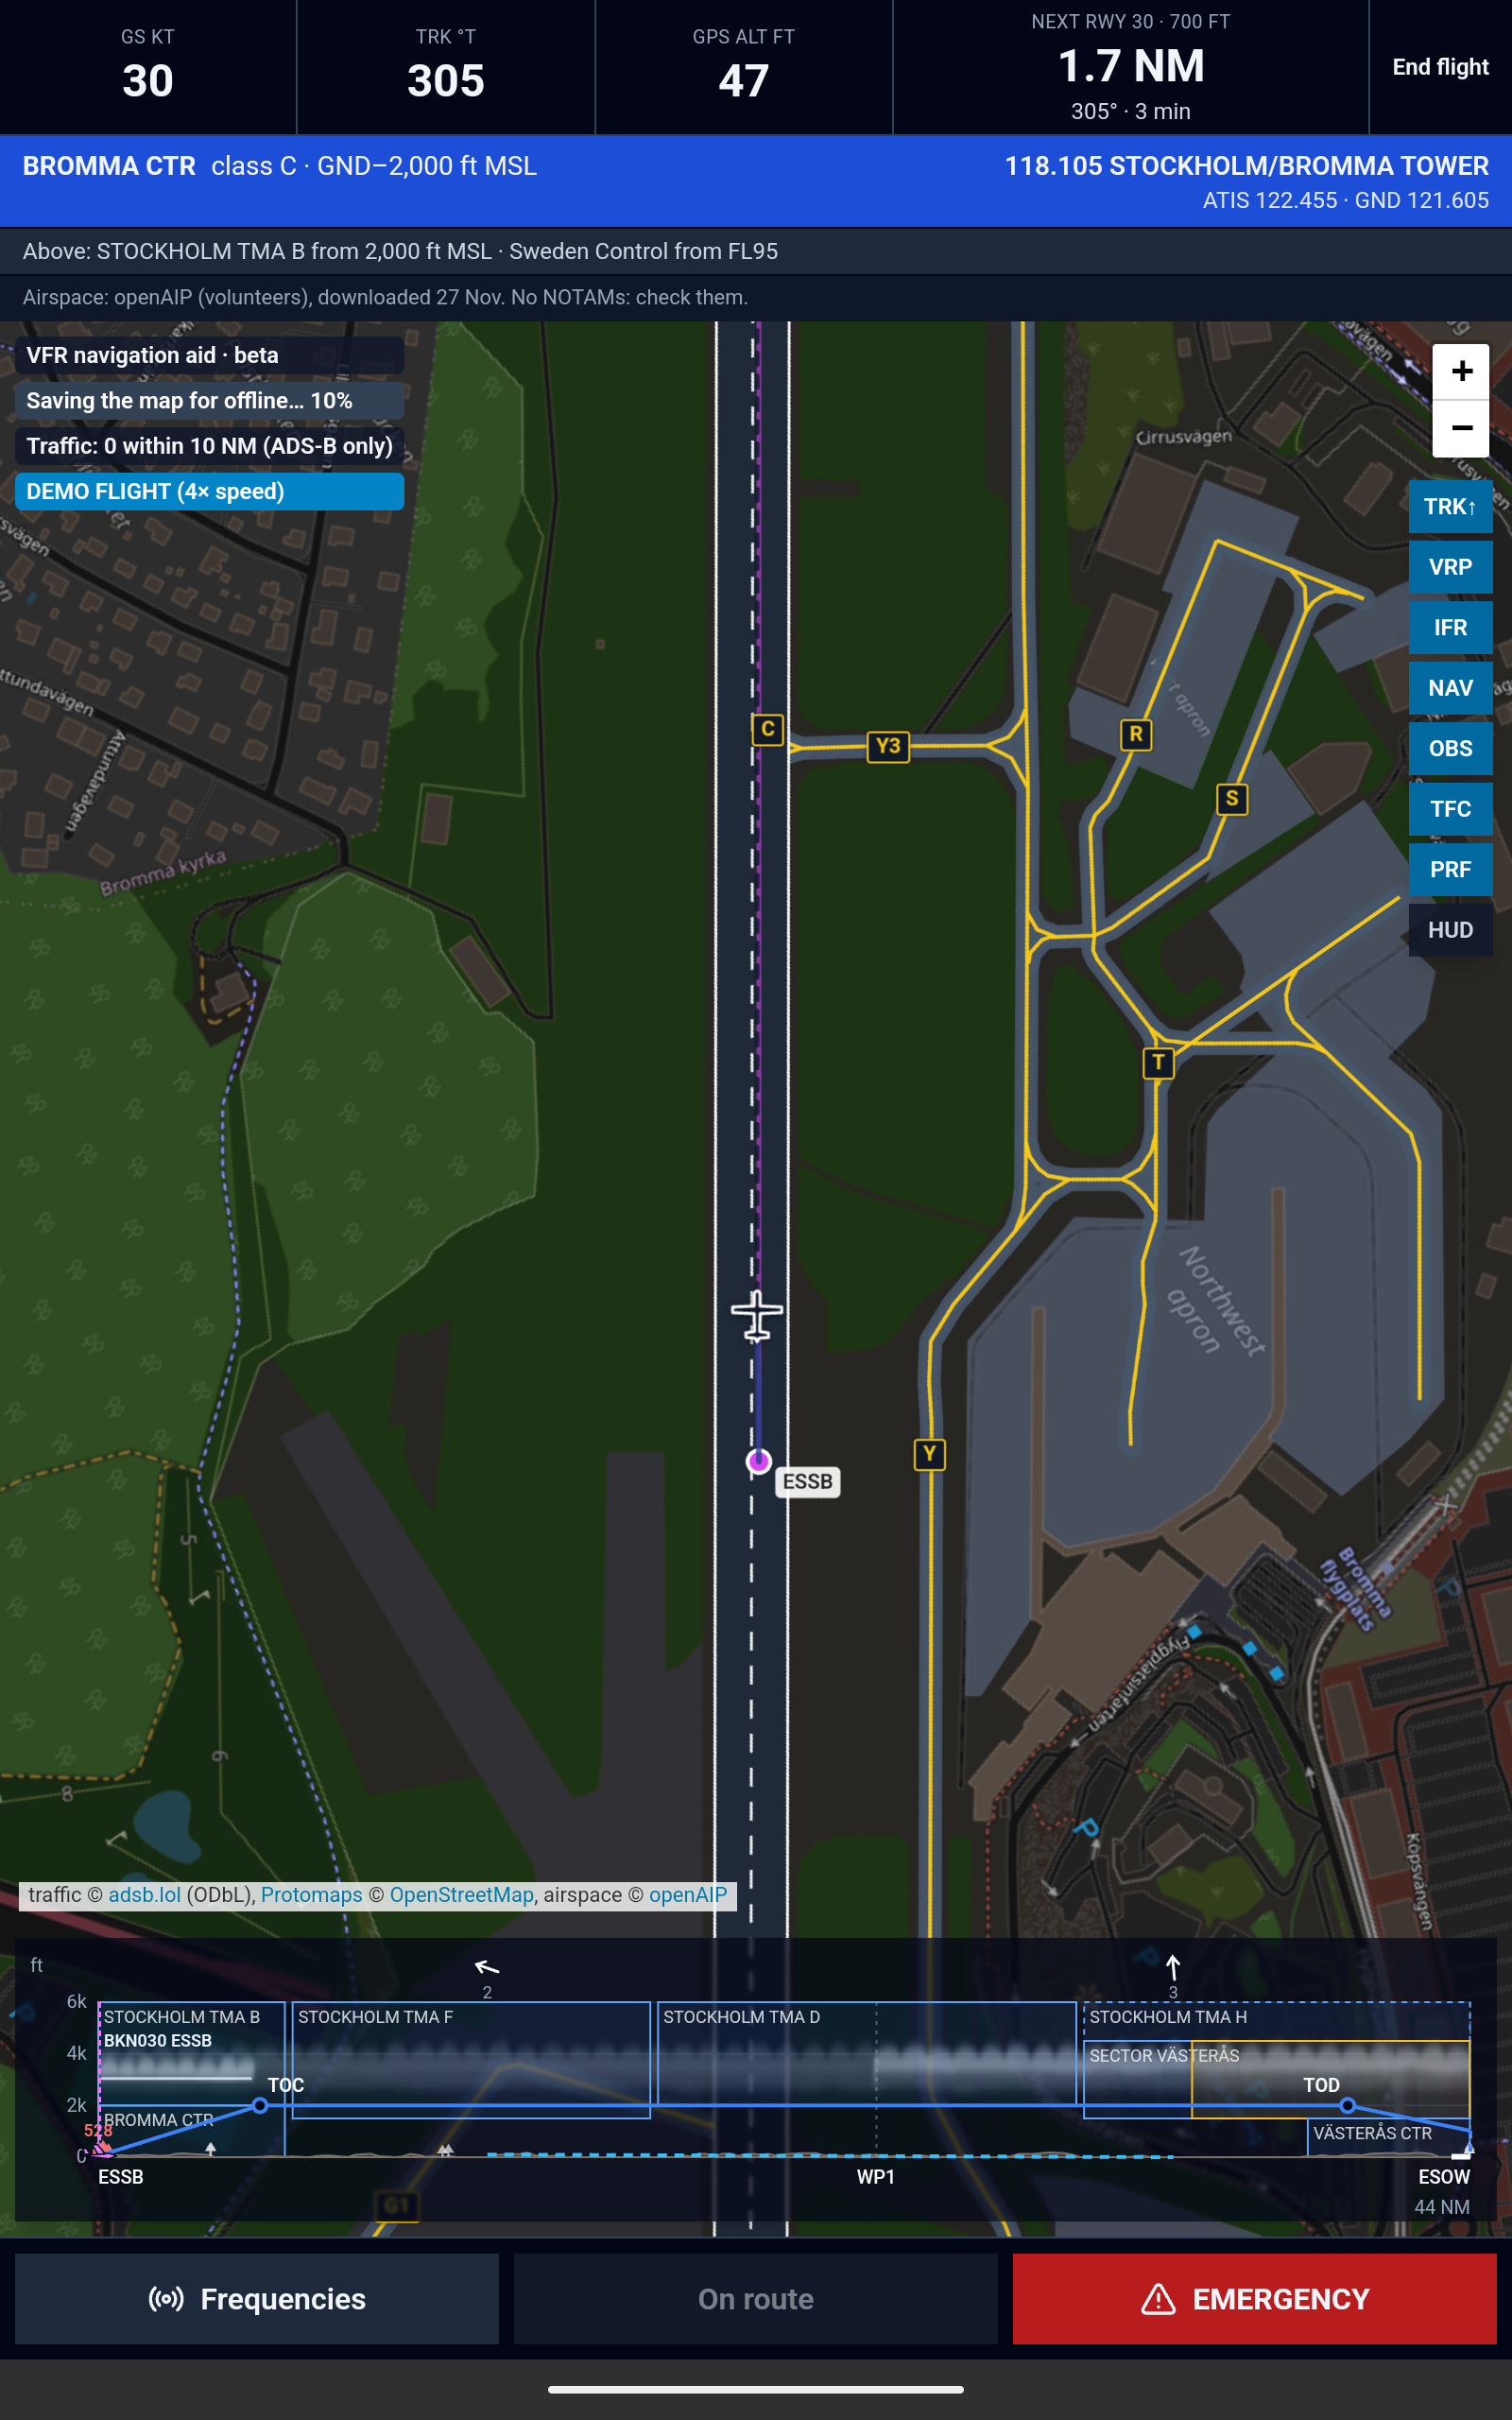 GS KT
30
TRK °T
305
GPS ALT FT
47
NEXT RWY 30 · 700 FT
1.7 NM
305° · 3 min
End flight
BROMMA CTR class C · GND–2,000 ft MSL
118.105 STOCKHOLM/BROMMA TOWER
ATIS 122.455 · GND 121.605
Above: STOCKHOLM TMA B from 2,000 ft MSL · Sweden Control from FL95
Airspace: openAIP (volunteers), downloaded 27 Nov. No NOTAMs: check them.
VFR navigation aid · beta
Saving the map for offline… 10%
Traffic: 0 within 10 NM (ADS-B only)
DEMO FLIGHT (4× speed)
+
−
TRK↑
VRP
IFR
NAV
OBS
TFC
PRF
HUD
Cirrusvägen
C
Y3
R
S
T
Y
Attundavägen
Bromma kyrka
Northwest
apron
ESSB
Bromma
flygplats
Flygplatsinfarten
Köpsvängen
5
6
8
P
traffic © adsb.lol (ODbL), Protomaps © OpenStreetMap, airspace © openAIP
ft
2
3
6k
4k
2k
0
STOCKHOLM TMA B
BKN030 ESSB
STOCKHOLM TMA F
STOCKHOLM TMA D
STOCKHOLM TMA H
SECTOR VÄSTERÅS
TOC
TOD
BROMMA CTR
528
VÄSTERÅS CTR
ESSB
WP1
ESOW
44 NM
G1
Frequencies
On route
EMERGENCY